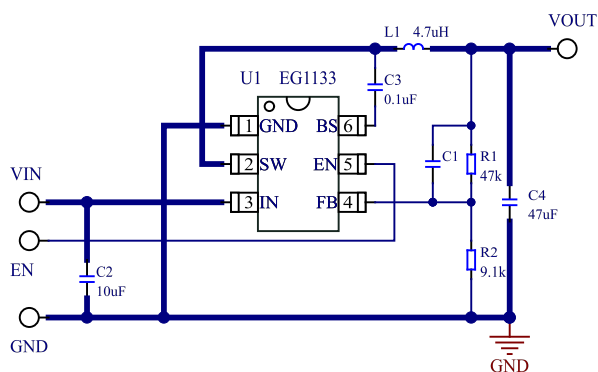 VOUT
L1 4.7uH
U1 EG1133
C3
0.1uF
1 GND BS 6
2 SW EN 5
3 IN FB 4
C1
R1
47k
VIN
C4
47uF
EN
C2
10uF
R2
9.1k
GND
GND